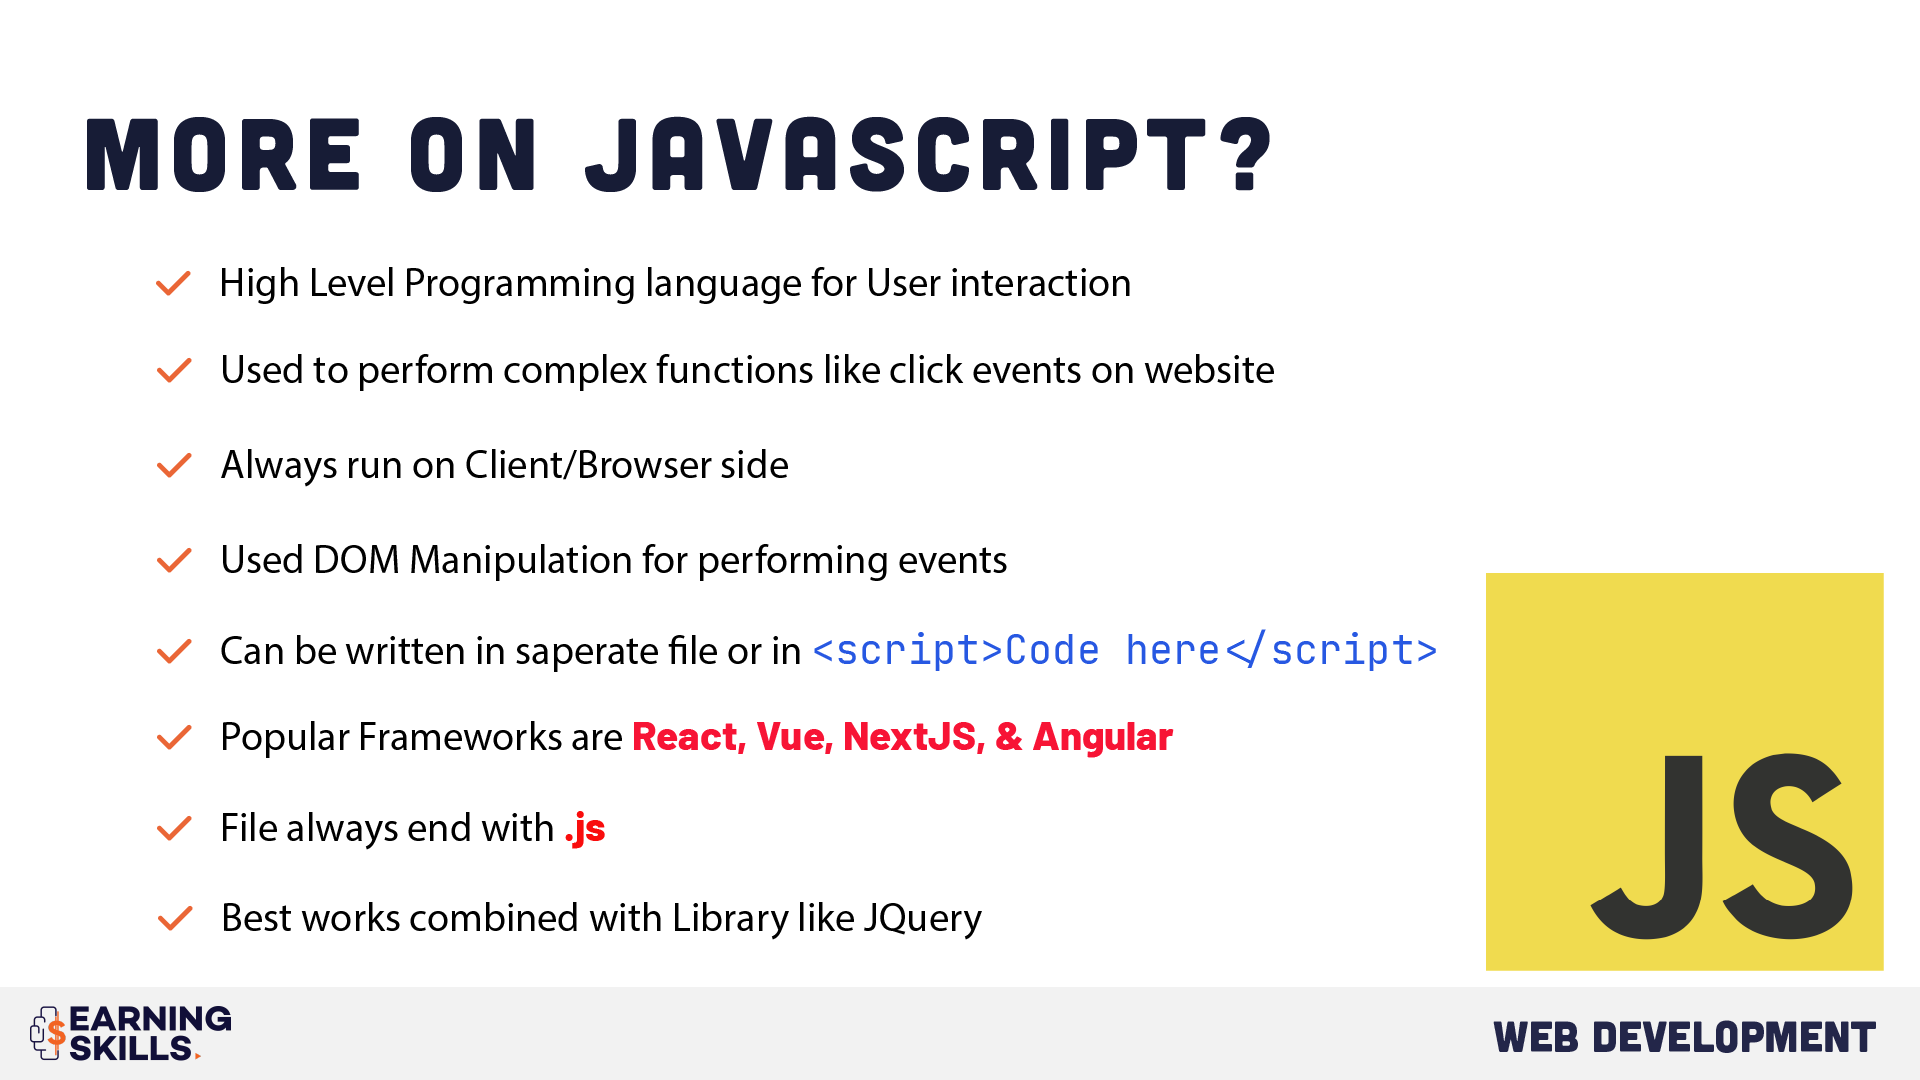 MORE ON JAVASCRIPT?
High Level Programming language for User interaction
Used to perform complex functions like click events on website
Always run on Client/Browser side
Used DOM Manipulation for performing events
Can be written in saperate file or in <script>Code here</script>
Popular Frameworks are React, Vue, NextJS, & Angular
File always end with .js
Best works combined with Library like JQuery
JS
$ EARNING
SKILLS
WEB DEVELOPMENT